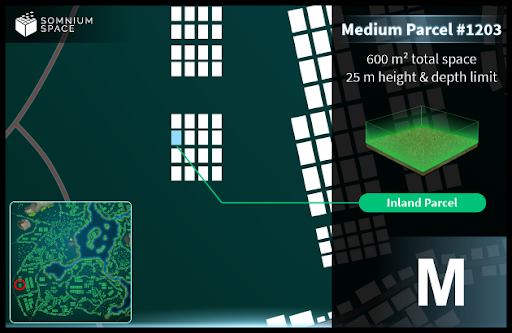 SOMNIUM
SPACE
Medium Parcel #1203
600 m² total space
25 m height & depth limit
Inland Parcel
M